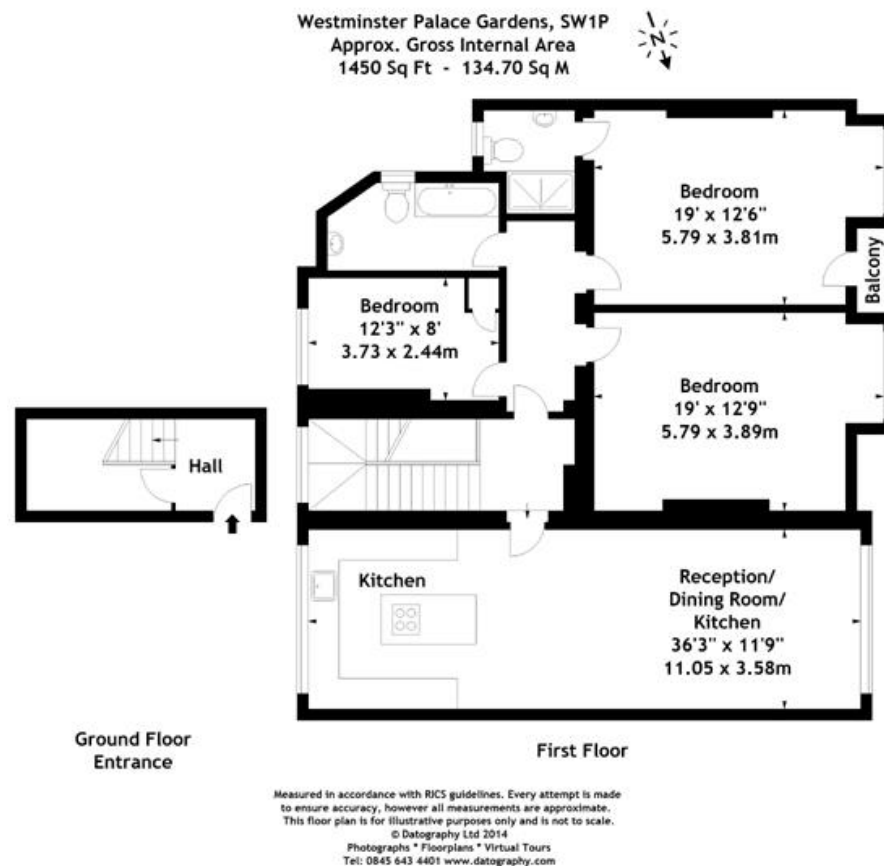 Westminster Palace Gardens, SW1P
Approx. Gross Internal Area
1450 Sq Ft - 134.70 Sq M
N
Bedroom
19' x 12'6"
5.79 x 3.81m
Balcony
Bedroom
12'3" x 8'
3.73 x 2.44m
Bedroom
19' x 12'9"
5.79 x 3.89m
Hall
Kitchen
Reception/
Dining Room/
Kitchen
36'3" x 11'9"
11.05 x 3.58m
Ground Floor
Entrance
First Floor
Measured in accordance with RICS guidelines. Every attempt is made
to ensure accuracy, however all measurements are approximate.
This floor plan is for illustrative purposes only and is not to scale.
© Datography Ltd 2014
Photographs * Floorplans * Virtual Tours
Tel: 0845 643 4401 www.datography.com